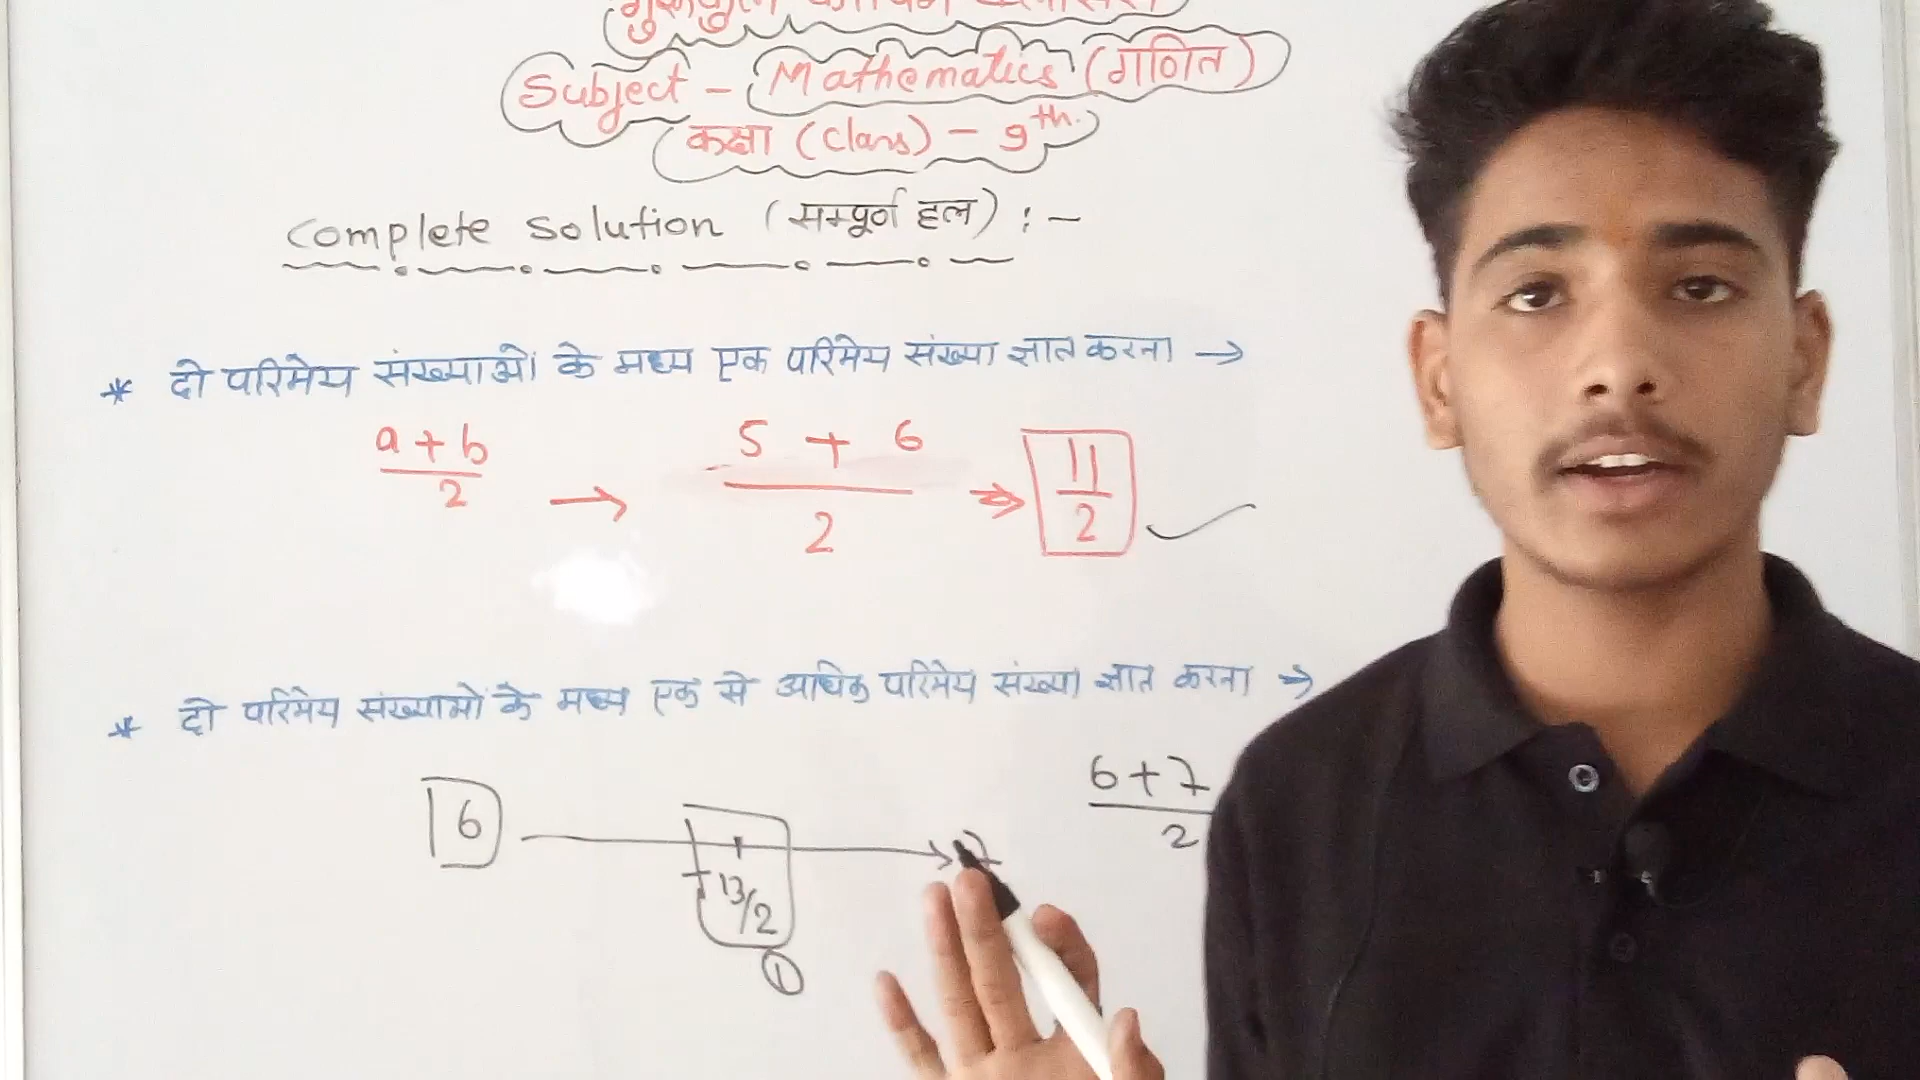 गुरुकुल कोचिंग क्लासेस
Subject - Mathematics (गणित)
कक्षा (Class) - 9th.
Complete solution (सम्पूर्ण हल) :-
* दो परिमेय संख्याओं के मध्य एक परिमेय संख्या ज्ञात करना →
a + b / 2 → 5 + 6 / 2 ⇒ 11 / 2 ✓
* दो परिमेय संख्याओं के मध्य एक से अधिक परिमेय संख्या ज्ञात करना →
6+7 / 2
6 → 7
13/2
①